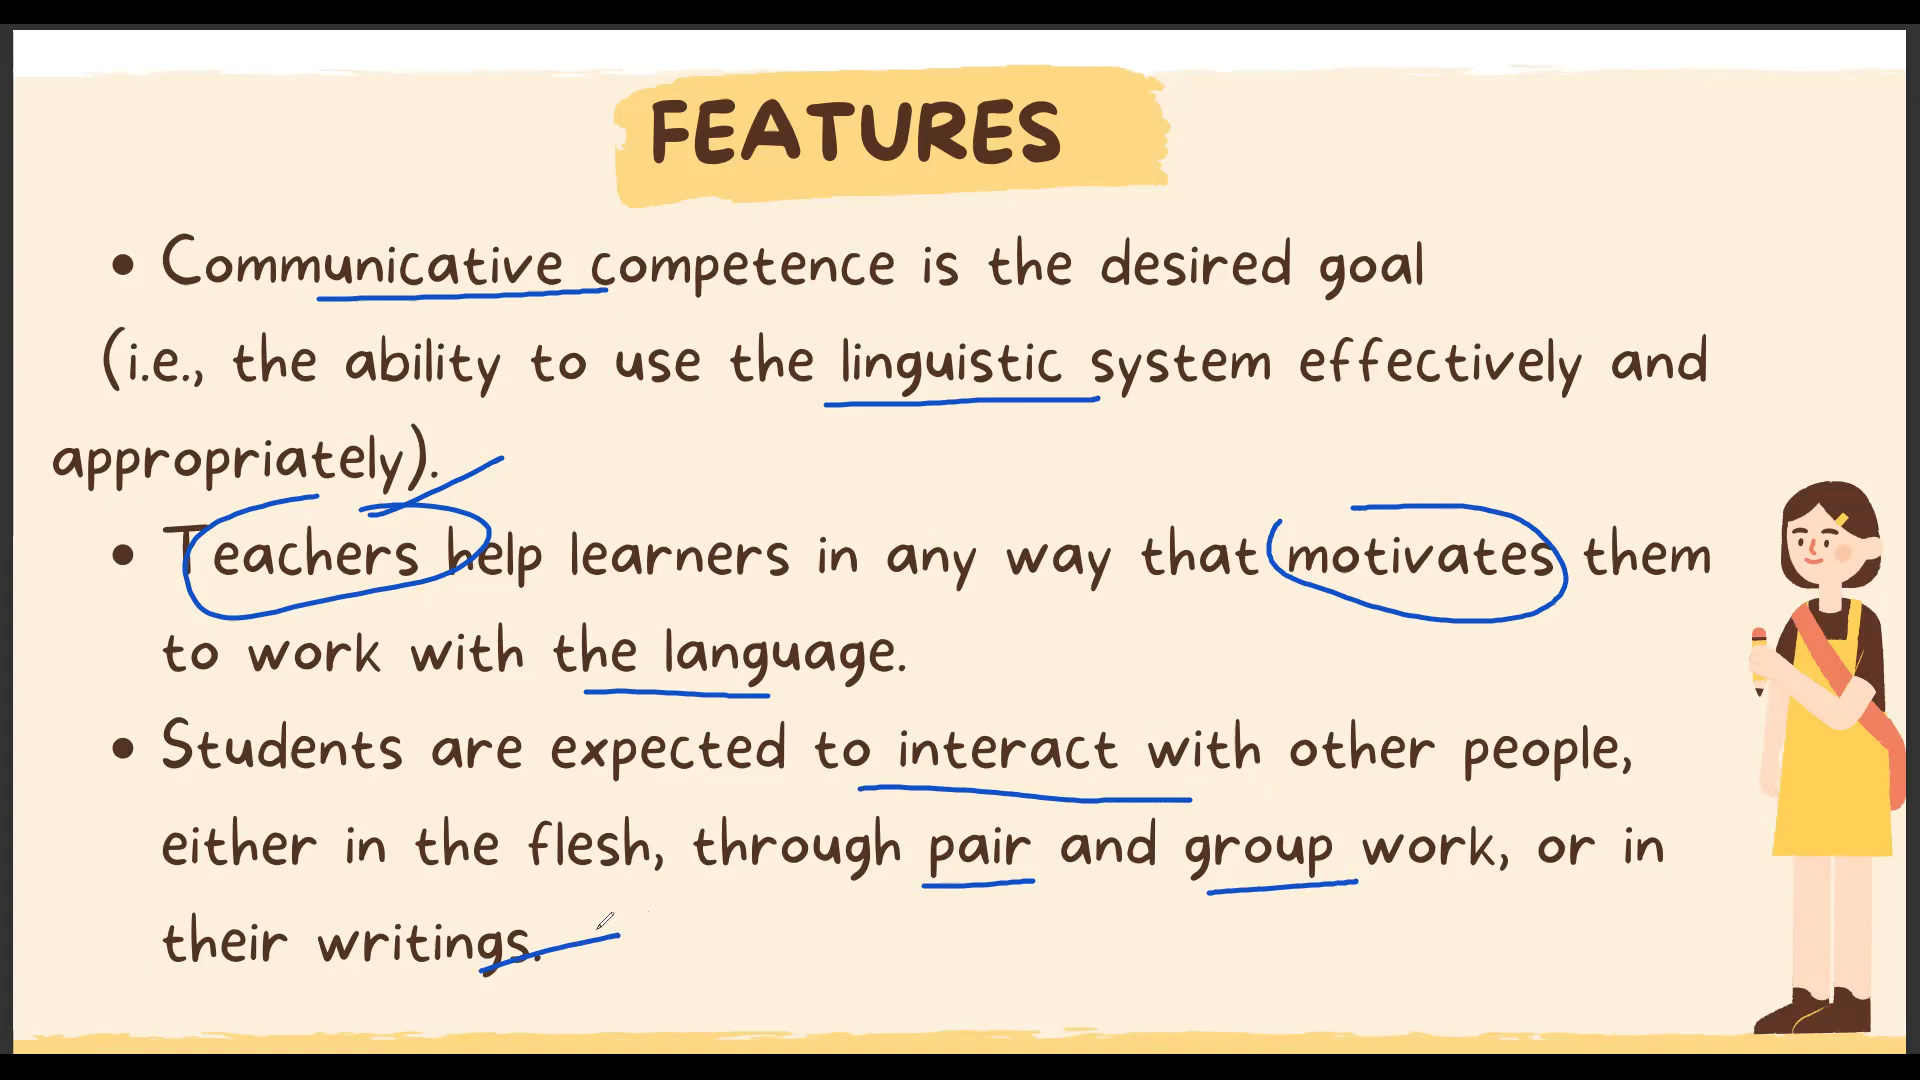 FEATURES
• Communicative competence is the desired goal
(i.e., the ability to use the linguistic system effectively and
appropriately).
• Teachers help learners in any way that motivates them
to work with the language.
• Students are expected to interact with other people,
either in the flesh, through pair and group work, or in
their writings.